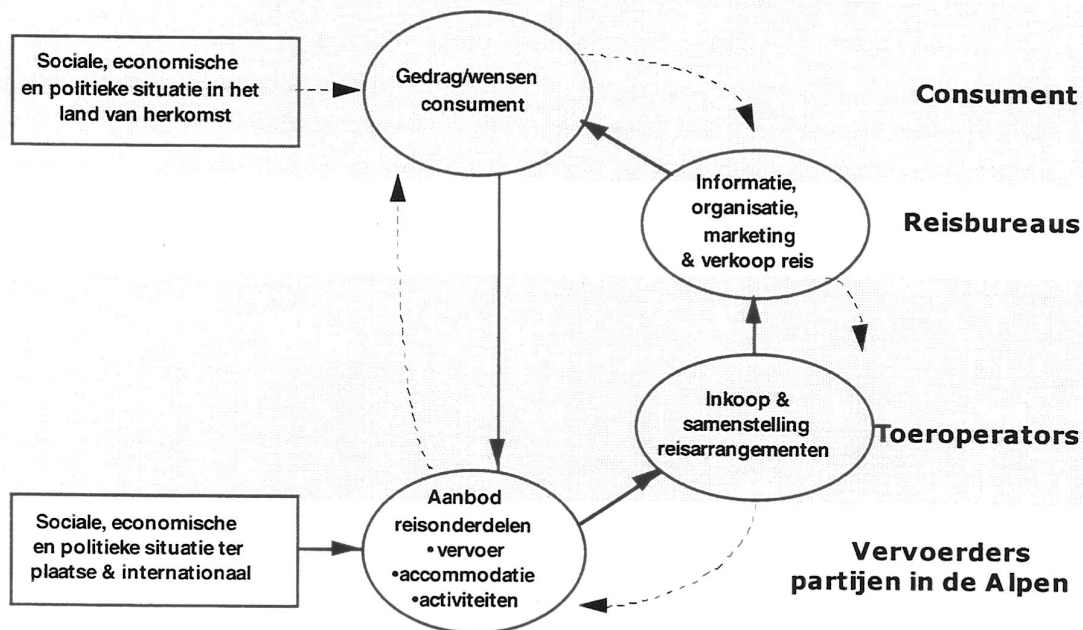 Sociale, economische
en politieke situatie in het
land van herkomst
Gedrag/wensen
consument
Consument
Informatie,
organisatie,
marketing
& verkoop reis
Reisbureaus
Inkoop &
samenstelling
reisarrangementen
Toeroperators
Sociale, economische
en politieke situatie ter
plaatse & internationaal
Aanbod
reisonderdelen
•vervoer
•accommodatie
•activiteiten
Vervoerders
partijen in de Alpen